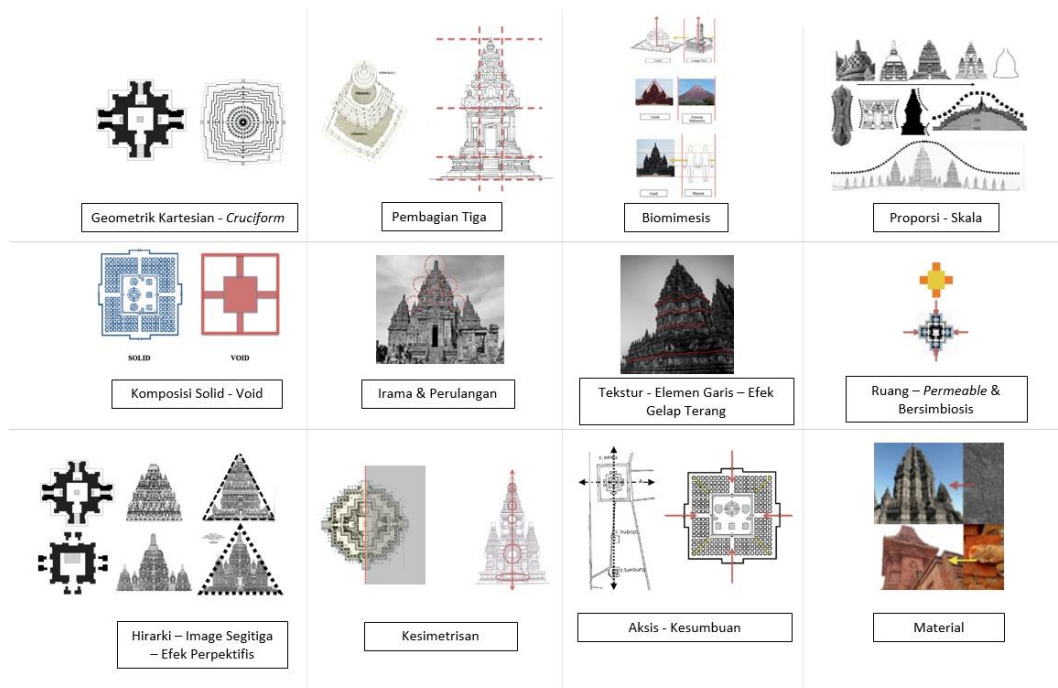 Geometrik Kartesian - Cruciform
Pembagian Tiga
Biomimesis
Proporsi - Skala
SOLID
VOID
Komposisi Solid - Void
Irama & Perulangan
Tekstur - Elemen Garis – Efek
Gelap Terang
Ruang – Permeable &
Bersimbiosis
Hirarki – Image Segitiga
– Efek Perpektifis
Kesimetrisan
Aksis - Kesumbuan
Material